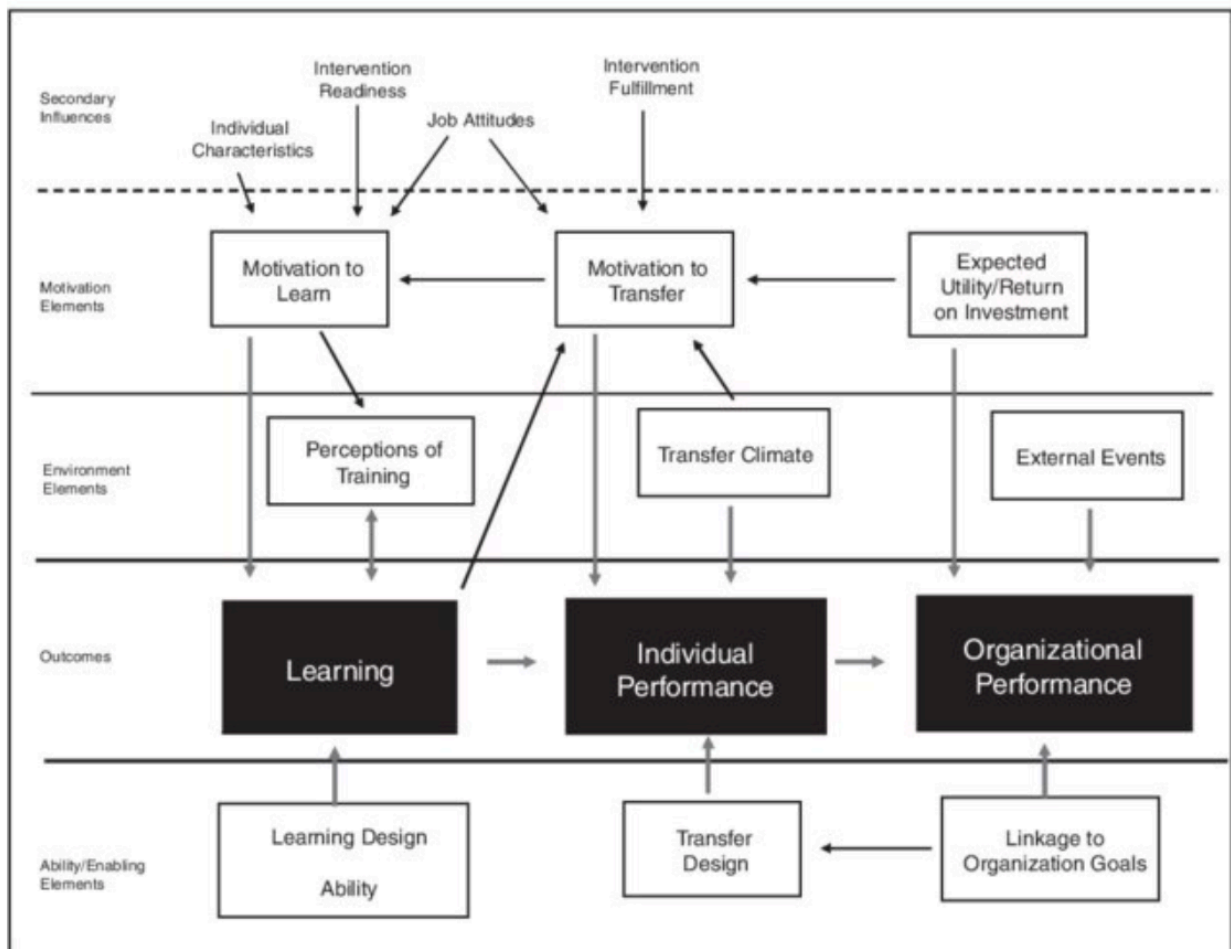 Secondary
Influences
Intervention
Readiness
Intervention
Fulfillment
Individual
Characteristics
Job Attitudes
Motivation
Elements
Motivation to
Learn
Motivation to
Transfer
Expected
Utility/Return
on Investment
Environment
Elements
Perceptions of
Training
Transfer Climate
External Events
Outcomes
Learning
Individual
Performance
Organizational
Performance
Ability/Enabling
Elements
Learning Design
Ability
Transfer
Design
Linkage to
Organization Goals